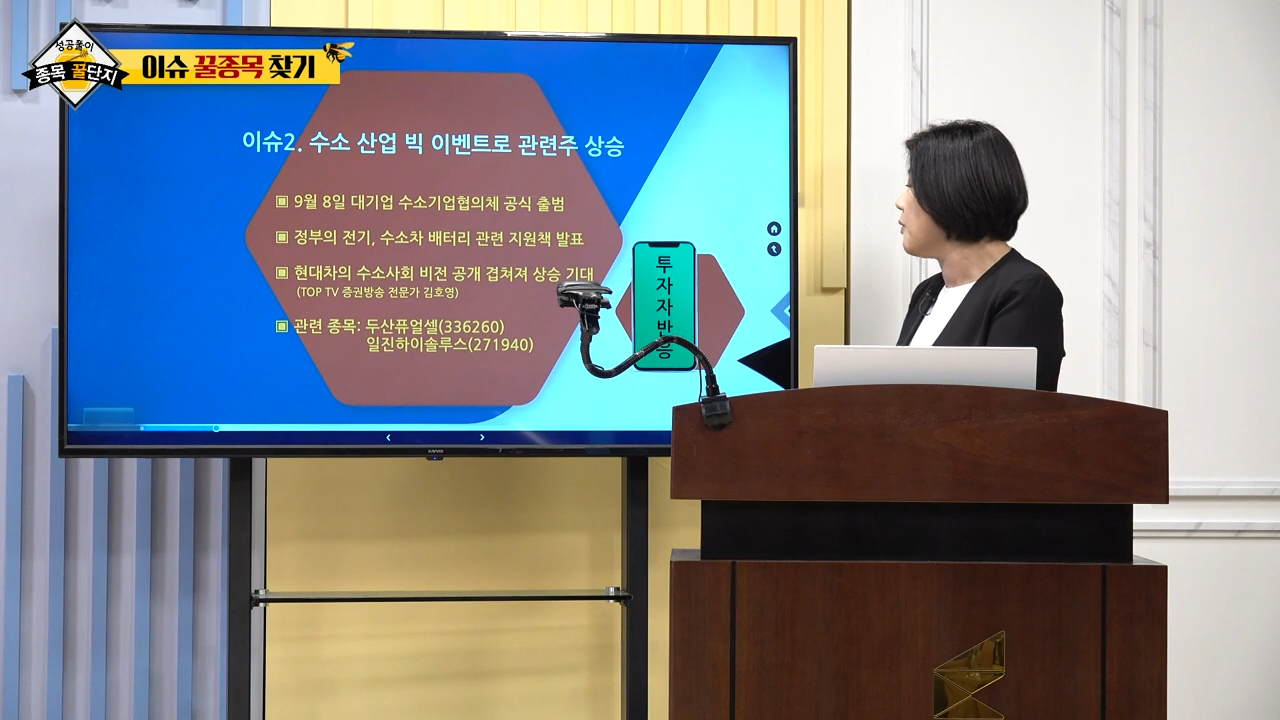 성공풀이
종목 꿀단지
이슈 꿀종목 찾기
이슈2. 수소 산업 빅 이벤트로 관련주 상승
▣ 9월 8일 대기업 수소기업협의체 공식 출범
▣ 정부의 전기, 수소차 배터리 관련 지원책 발표
▣ 현대차의 수소사회 비전 공개 겹쳐져 상승 기대
(TOP TV 증권방송 전문가 김호영)
▣ 관련 종목: 두산퓨얼셀(336260)
일진하이솔루스(271940)
투
자
자
반
응